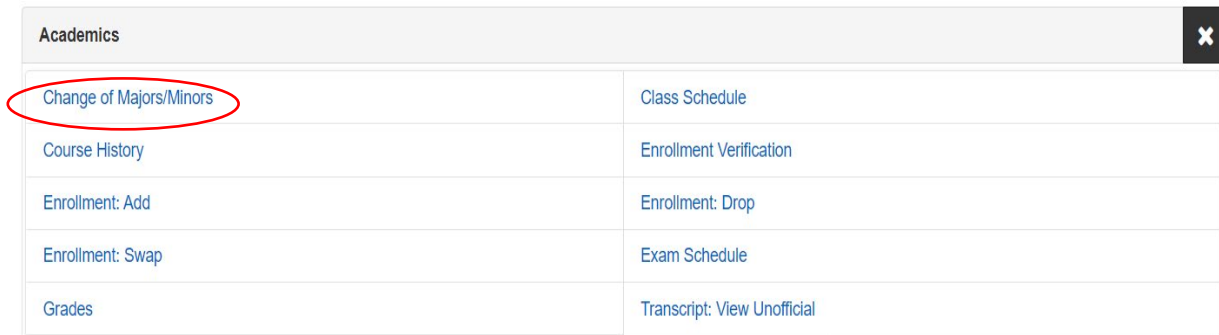 Academics
Change of Majors/Minors
Class Schedule
Course History
Enrollment Verification
Enrollment: Add
Enrollment: Drop
Enrollment: Swap
Exam Schedule
Grades
Transcript: View Unofficial